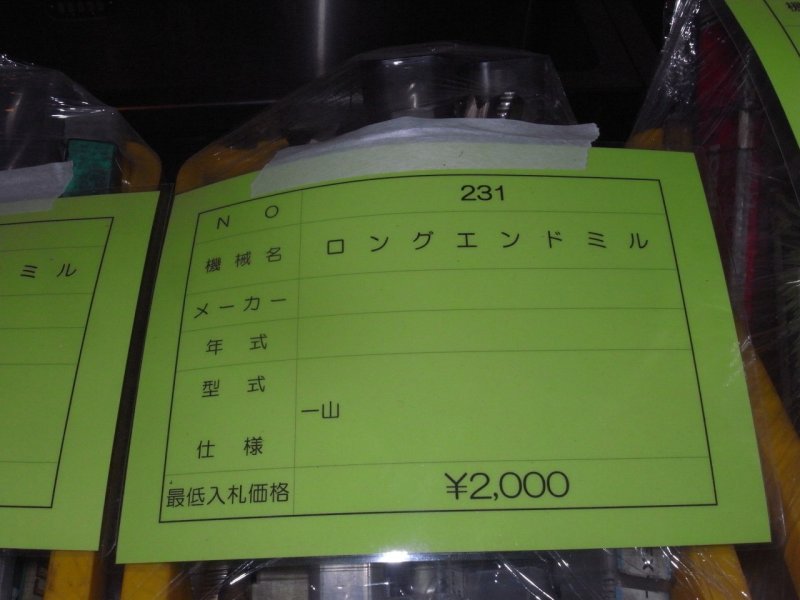 NO 231
機械名 ロングエンドミル
メーカー
年式
型式
一山
仕様
最低入札価格 ¥2,000
ミル